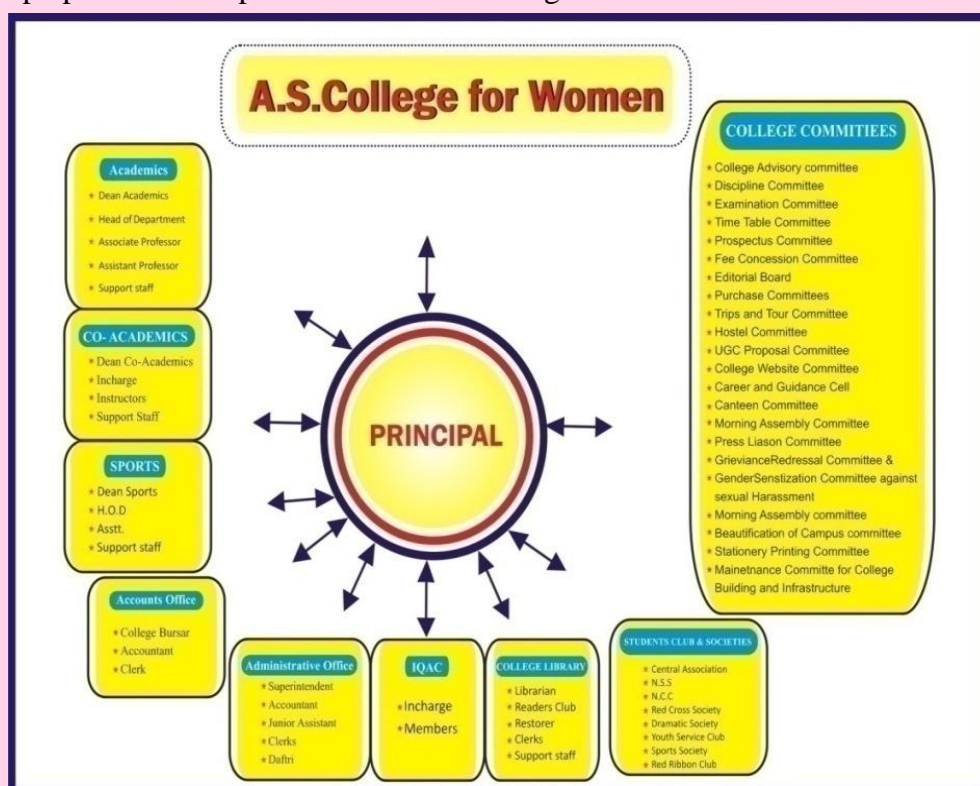 A.S.College for Women
Academics
* Dean Academics
* Head of Department
* Associate Professor
* Assistant Professor
* Support staff
CO- ACADEMICS
* Dean Co-Academics
* Incharge
* Instructors
* Support Staff
SPORTS
* Dean Sports
* H.O.D
* Asstt.
* Support staff
Accounts Office
* College Bursar
* Accountant
* Clerk
PRINCIPAL
Administrative Office
* Superintendent
* Accountant
* Junior Assistant
* Clerks
* Daftri
IQAC
* Incharge
* Members
COLLEGE LIBRARY
* Librarian
* Readers Club
* Restorer
* Clerks
* Support staff
STUDENTS CLUB & SOCIETIES
* Central Association
* N.S.S
* N.C.C
* Red Cross Society
* Dramatic Society
* Youth Service Club
* Sports Society
* Red Ribbon Club
COLLEGE COMMITIEES
* College Advisory committee
* Discipline Committee
* Examination Committee
* Time Table Committee
* Prospectus Committee
* Fee Concession Committee
* Editorial Board
* Purchase Committees
* Trips and Tour Committee
* Hostel Committee
* UGC Proposal Committee
* College Website Committee
* Career and Guidance Cell
* Canteen Committee
* Morning Assembly Committee
* Press Liason Committee
* GrievanceRedressal Committee &
* GenderSenstization Committee against
sexual Harassment
* Morning Assembly committee
* Beautification of Campus committee
* Stationery Printing Committee
* Mainetnance Committe for College
Building and Infrastructure